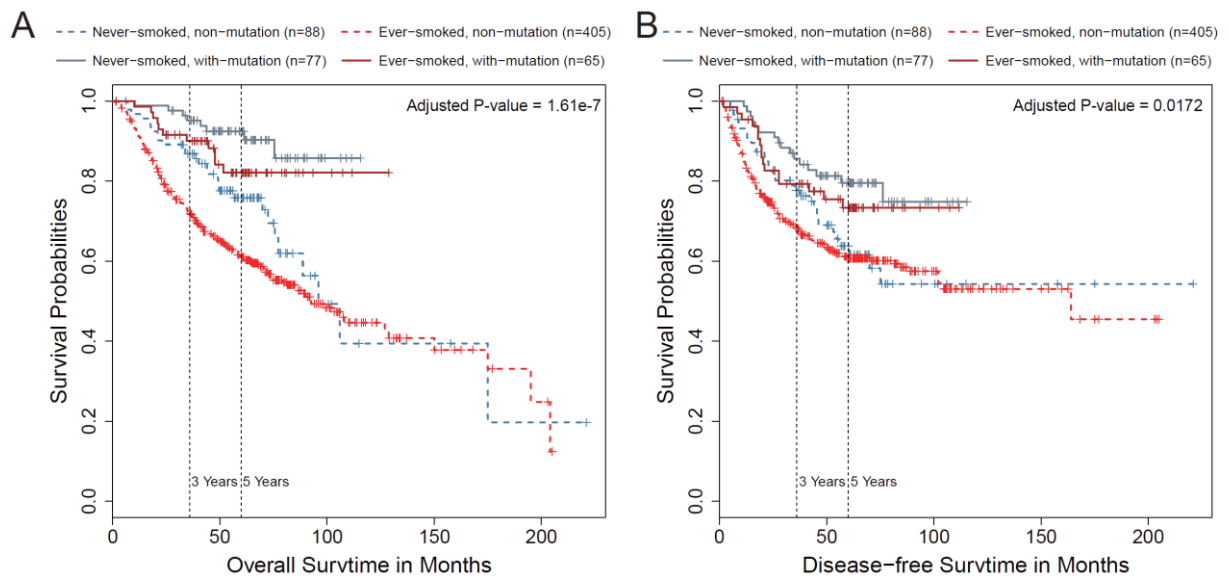 A
Never−smoked, non−mutation (n=88) Ever−smoked, non−mutation (n=405)
Never−smoked, with−mutation (n=77) Ever−smoked, with−mutation (n=65)
Adjusted P−value = 1.61e−7
Survival Probabilities
1.0
0.8
0.6
0.4
0.2
0.0
3 Years 5 Years
0 50 100 150 200
Overall Survtime in Months
B
Never−smoked, non−mutation (n=88) Ever−smoked, non−mutation (n=405)
Never−smoked, with−mutation (n=77) Ever−smoked, with−mutation (n=65)
Adjusted P−value = 0.0172
Survival Probabilities
1.0
0.8
0.6
0.4
0.2
0.0
3 Years 5 Years
0 50 100 150 200
Disease−free Survtime in Months